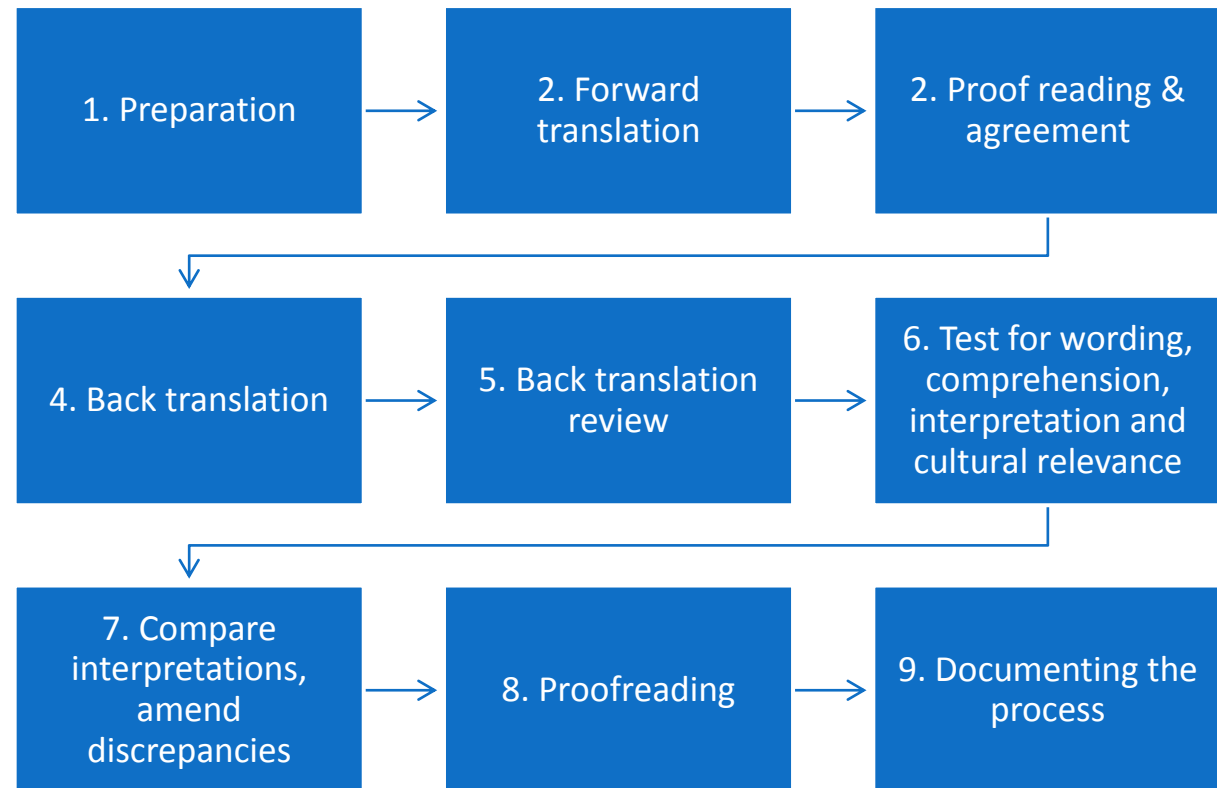 1. Preparation
2. Forward
translation
2. Proof reading &
agreement
4. Back translation
5. Back translation
review
6. Test for wording,
comprehension,
interpretation and
cultural relevance
7. Compare
interpretations,
amend
discrepancies
8. Proofreading
9. Documenting the
process